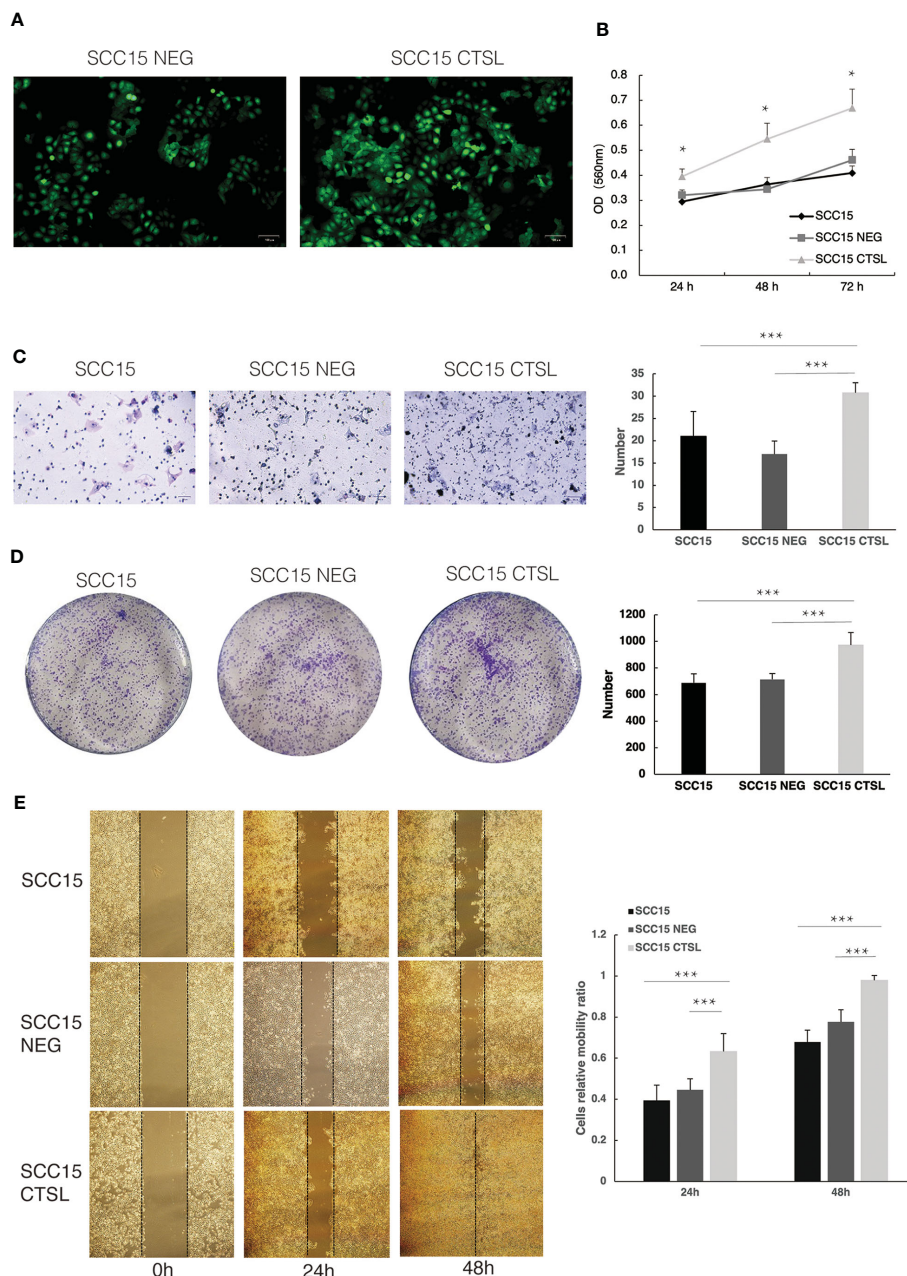 A
SCC15 NEG
SCC15 CTSL
B
0.8
0.7
0.6
0.5
0.4
0.3
0.2
0.1
0.0
OD (560nm)
*
*
*
SCC15
SCC15 NEG
SCC15 CTSL
24 h
48 h
72 h
C
SCC15
SCC15 NEG
SCC15 CTSL
***
***
35
30
25
20
15
10
5
0
Number
SCC15
SCC15 NEG
SCC15 CTSL
D
SCC15
SCC15 NEG
SCC15 CTSL
***
***
1200
1000
800
600
400
200
0
Number
SCC15
SCC15 NEG
SCC15 CTSL
E
SCC15
SCC15
NEG
SCC15
CTSL
0h
24h
48h
SCC15
SCC15 NEG
SCC15 CTSL
***
***
***
***
1.2
1
0.8
0.6
0.4
0.2
0
Cells relative mobility ratio
24h
48h